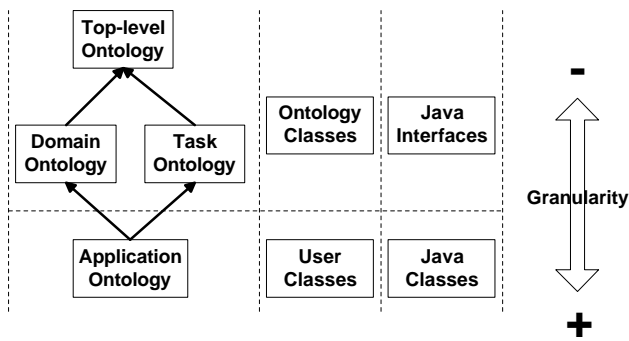 Top-level
Ontology
-
Ontology
Classes
Java
Interfaces
Domain
Ontology
Task
Ontology
Granularity
Application
Ontology
User
Classes
Java
Classes
+